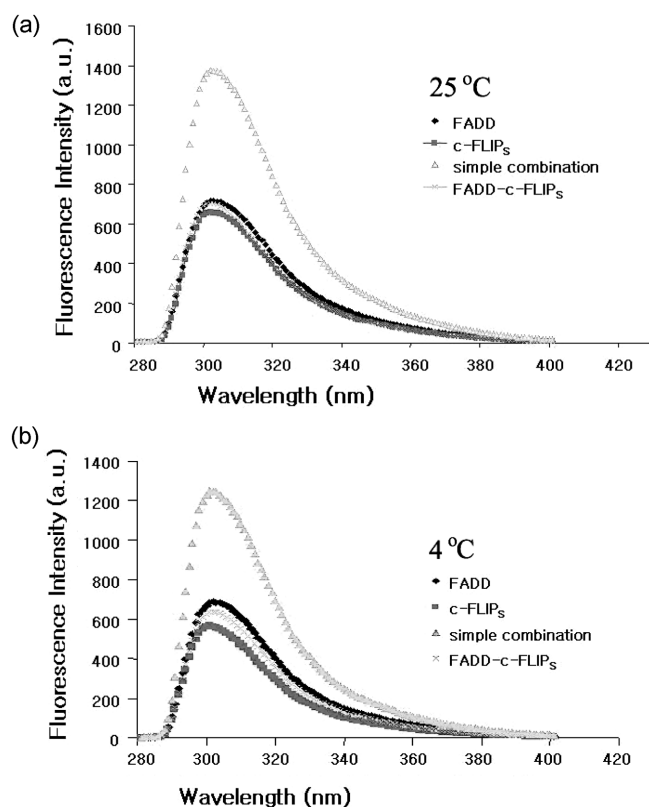 (a)
1600
1400
1200
1000
800
600
400
200
0
Fluorescence Intensity (a.u.)
25 °C
FADD
c-FLIPs
simple combination
FADD-c-FLIPs
280 300 320 340 360 380 400 420
Wavelength (nm)
(b)
1400
1200
1000
800
600
400
200
0
Fluorescence Intensity (a.u.)
4 °C
FADD
c-FLIPs
simple combination
FADD-c-FLIPs
280 300 320 340 360 380 400 420
Wavelength (nm)